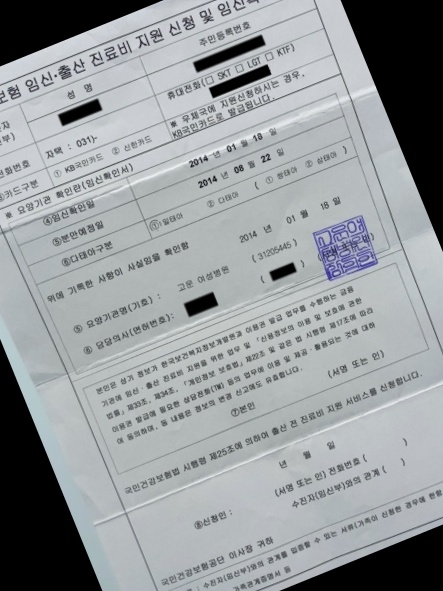 보험 임신·출산 진료비 지원 신청 및 임신확
성 명
주민등록번호
휴대전화(□ SKT □ LGT □ KTF)
전화번호
자택 : 031)-
※ 우체국에 지원신청하시는 경우,
KB국민카드로 발급됩니다.
카드구분
① KB국민카드 ② 신한카드
※ 요양기관 확인란(임신확인서)
④임신확인일
2014 년 01 월 18 일
⑤분만예정일
2014 년 08 월 22 일
⑥다태아구분
①:일태아 ② 다태아 ( ① 쌍태아 ② 삼태아 )
위에 기록한 사항이 사실임을 확인함
2014 년 01 월 18 일
⑤ 요양기관명(기호) : 고운 여성병원 ( 31205445 )
⑥ 담당의사(면허번호):
본인은 상기 정보가 한국보건복지정보개발원과 이용권 발급 업무를 수행하는 금융
기관에 임신·출산 진료비 지원을 위한 업무 및 「신용정보의 이용 및 보호에 관한
법률」 제33조, 제34조, 「개인정보 보호법」 제22조 및 같은 법 시행령 제17조에 따라
이용권 발급에 필요한 상담전화(TM) 등의 업무에 이용 및 제공·활용되는 것에 대하
여 동의하며, 동 내용은 정보의 변경 신고에도 유효합니다.
⑦본인 (서명 또는 인)
국민건강보험법 시행령 제25조에 의하여 출산 전 진료비 지원 서비스를 신청합니다.
년 월 일
⑧신청인 : (서명 또는 인) 전화번호 ( )
수진자(임신부)와의 관계 ( )
국민건강보험공단 이사장 귀하
: 수진자(임신부)와의 관계를 입증할 수 있는 서류(가족이 신청한 경우에 한함
가족관계증명서 등